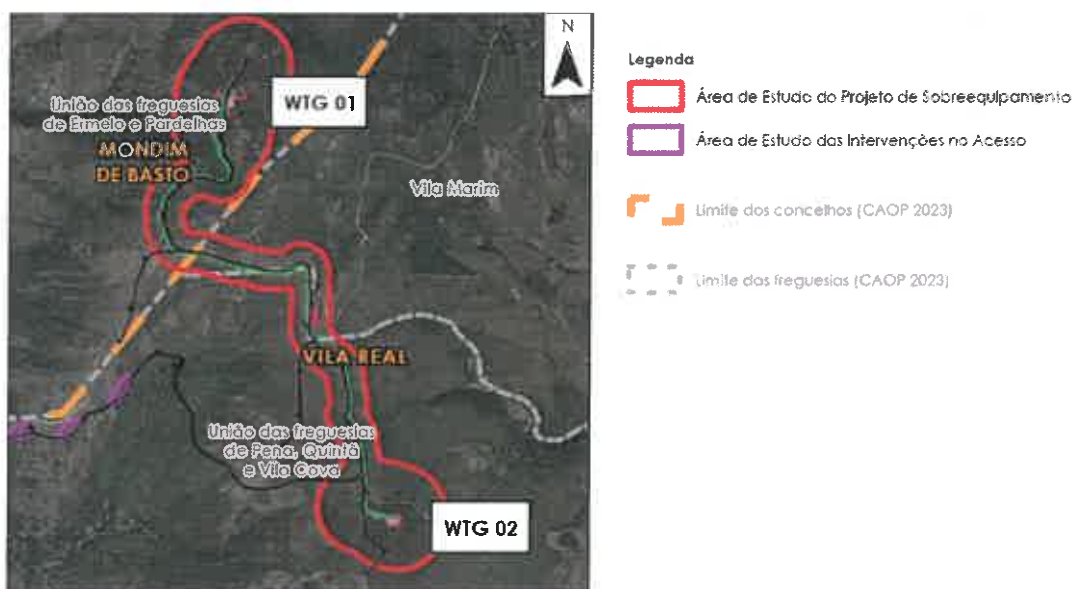 N
WTG 01
União das freguesias
de Ermelo e Pardelhas
MONDIM
DE BASTO
Vila Marim
VILA REAL
União das freguesias
de Pena, Quintã
e Vila Cova
WTG 02
Legenda
Área de Estudo do Projeto de Sobreequipamento
Área de Estudo das Intervenções no Acesso
Limite dos concelhos (CAOP 2023)
Limite das freguesias (CAOP 2023)